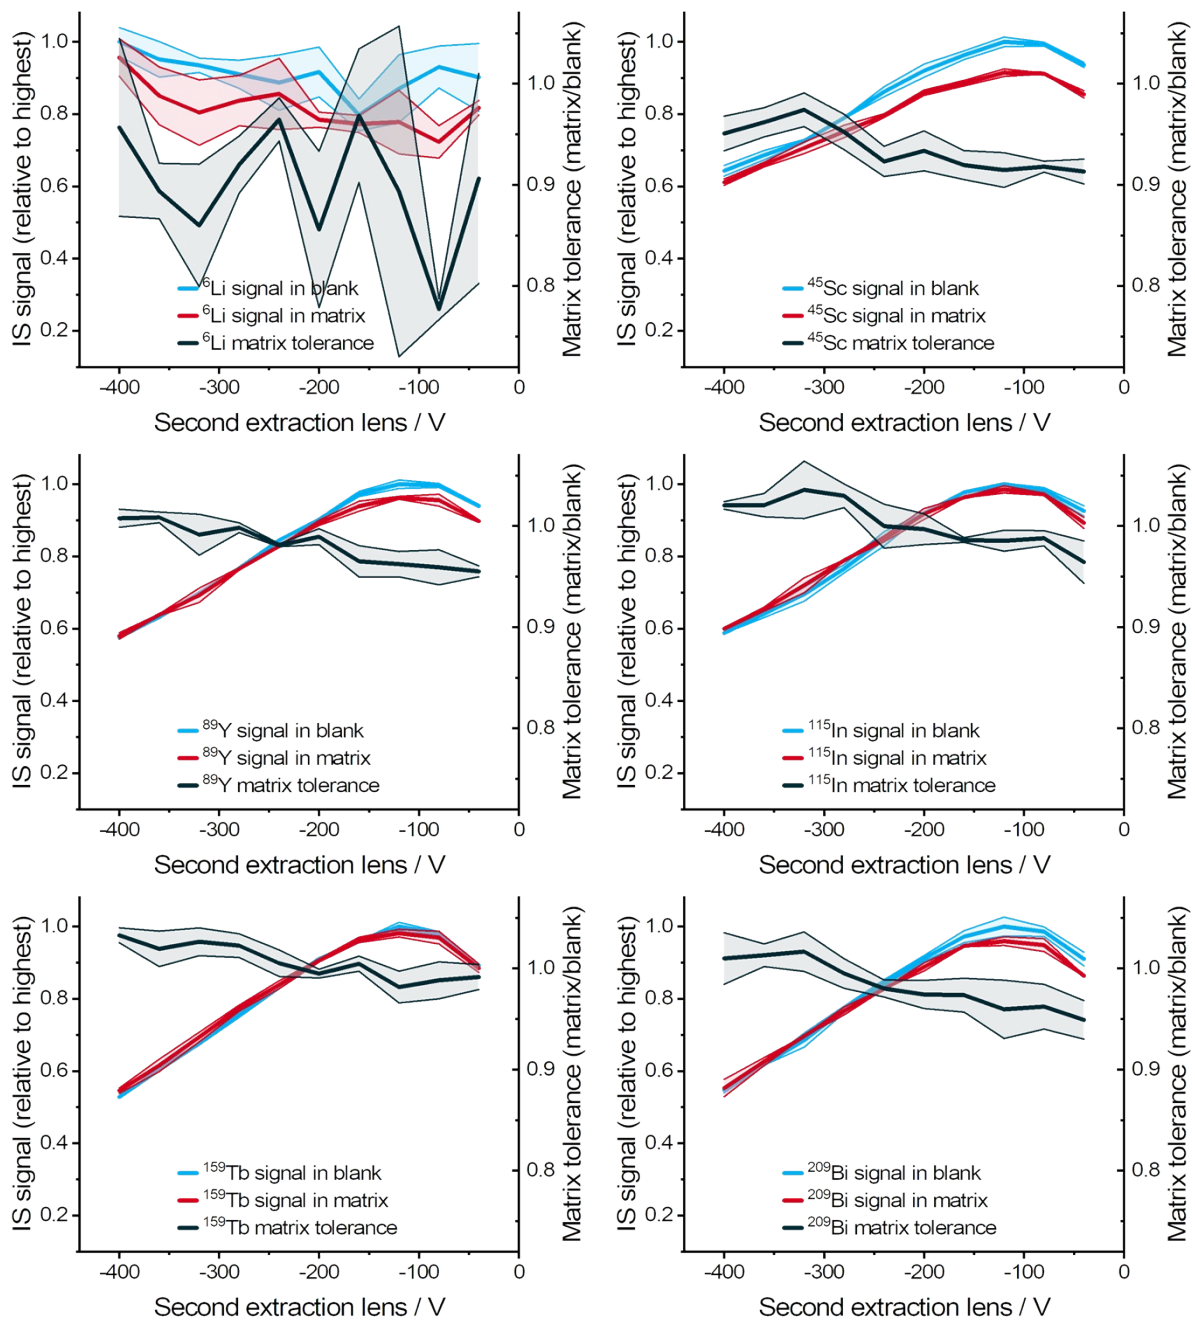 IS signal (relative to highest)
1.0
0.8
0.6
0.4
0.2
⁶Li signal in blank
⁶Li signal in matrix
⁶Li matrix tolerance
-400 -300 -200 -100 0
Second extraction lens / V
1.0
0.9
0.8
Matrix tolerance (matrix/blank)
IS signal (relative to highest)
1.0
0.8
0.6
0.4
0.2
⁴⁵Sc signal in blank
⁴⁵Sc signal in matrix
⁴⁵Sc matrix tolerance
-400 -300 -200 -100 0
Second extraction lens / V
1.0
0.9
0.8
Matrix tolerance (matrix/blank)
IS signal (relative to highest)
1.0
0.8
0.6
0.4
0.2
⁸⁹Y signal in blank
⁸⁹Y signal in matrix
⁸⁹Y matrix tolerance
-400 -300 -200 -100 0
Second extraction lens / V
1.0
0.9
0.8
Matrix tolerance (matrix/blank)
IS signal (relative to highest)
1.0
0.8
0.6
0.4
0.2
¹¹⁵In signal in blank
¹¹⁵In signal in matrix
¹¹⁵In matrix tolerance
-400 -300 -200 -100 0
Second extraction lens / V
1.0
0.9
0.8
Matrix tolerance (matrix/blank)
IS signal (relative to highest)
1.0
0.8
0.6
0.4
0.2
¹⁵⁹Tb signal in blank
¹⁵⁹Tb signal in matrix
¹⁵⁹Tb matrix tolerance
-400 -300 -200 -100 0
Second extraction lens / V
1.0
0.9
0.8
Matrix tolerance (matrix/blank)
IS signal (relative to highest)
1.0
0.8
0.6
0.4
0.2
²⁰⁹Bi signal in blank
²⁰⁹Bi signal in matrix
²⁰⁹Bi matrix tolerance
-400 -300 -200 -100 0
Second extraction lens / V
1.0
0.9
0.8
Matrix tolerance (matrix/blank)